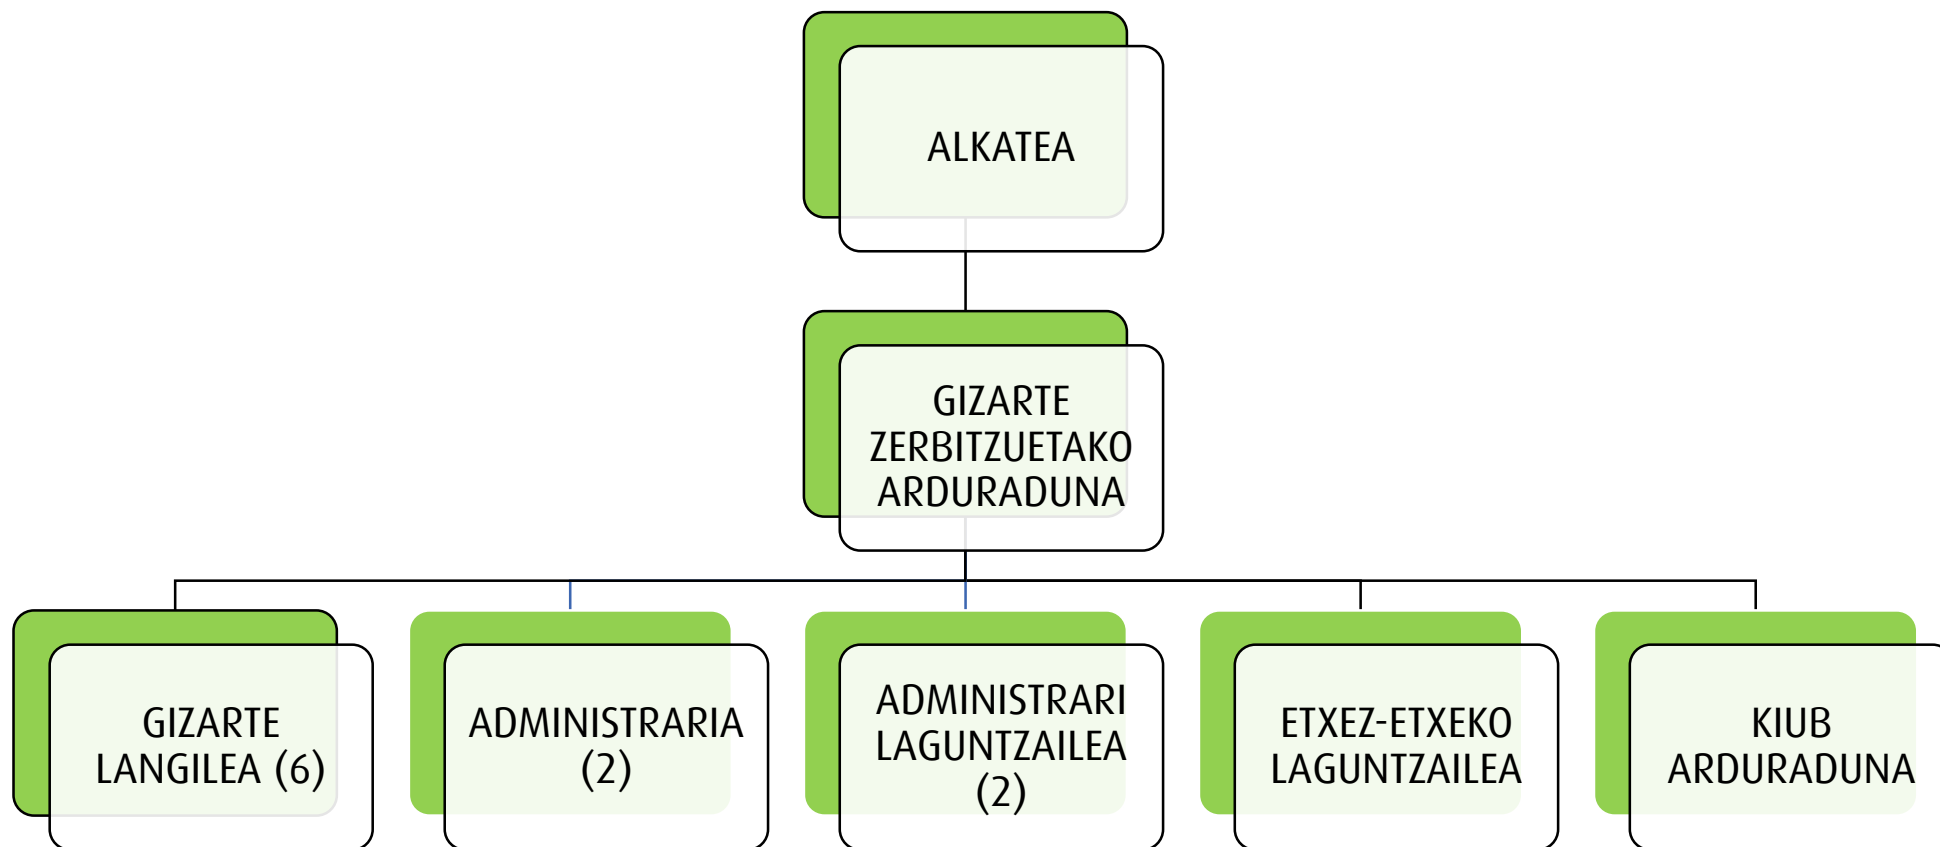 ALKATEA
GIZARTE
ZERBITZUETAKO
ARDURADUNA
GIZARTE
LANGILEA (6)
ADMINISTRARIA
(2)
ADMINISTRARI
LAGUNTZAILEA
(2)
ETXEZ-ETXEKO
LAGUNTZAILEA
KIUB
ARDURADUNA